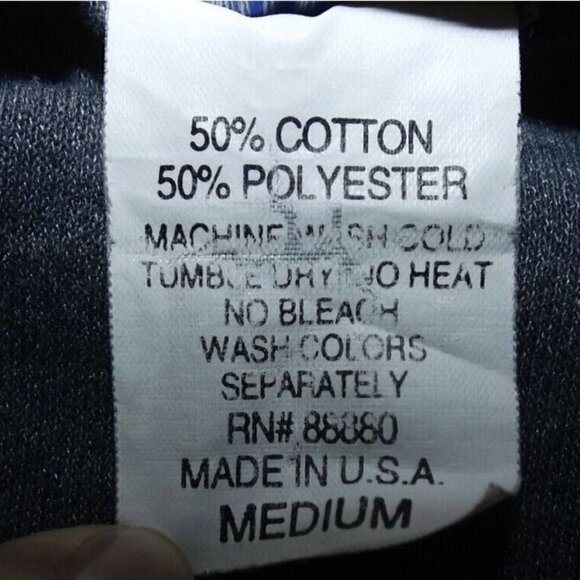 50% COTTON
50% POLYESTER
MACHINE WASH COLD
TUMBLE DRY NO HEAT
NO BLEACH
WASH COLORS
SEPARATELY
RN#
MADE IN U.S.A.
MEDIUM